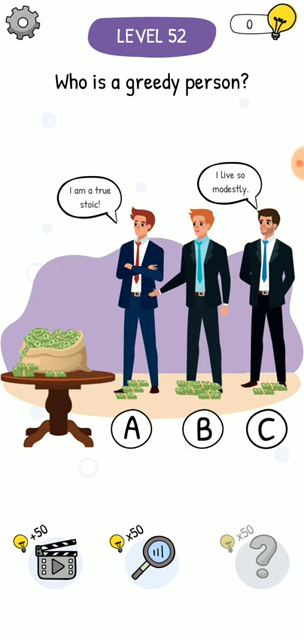 LEVEL 52
0
Who is a greedy person?
I am a true
stoic!
I live so
modestly.
A
B
C
+50
x50
x50
?